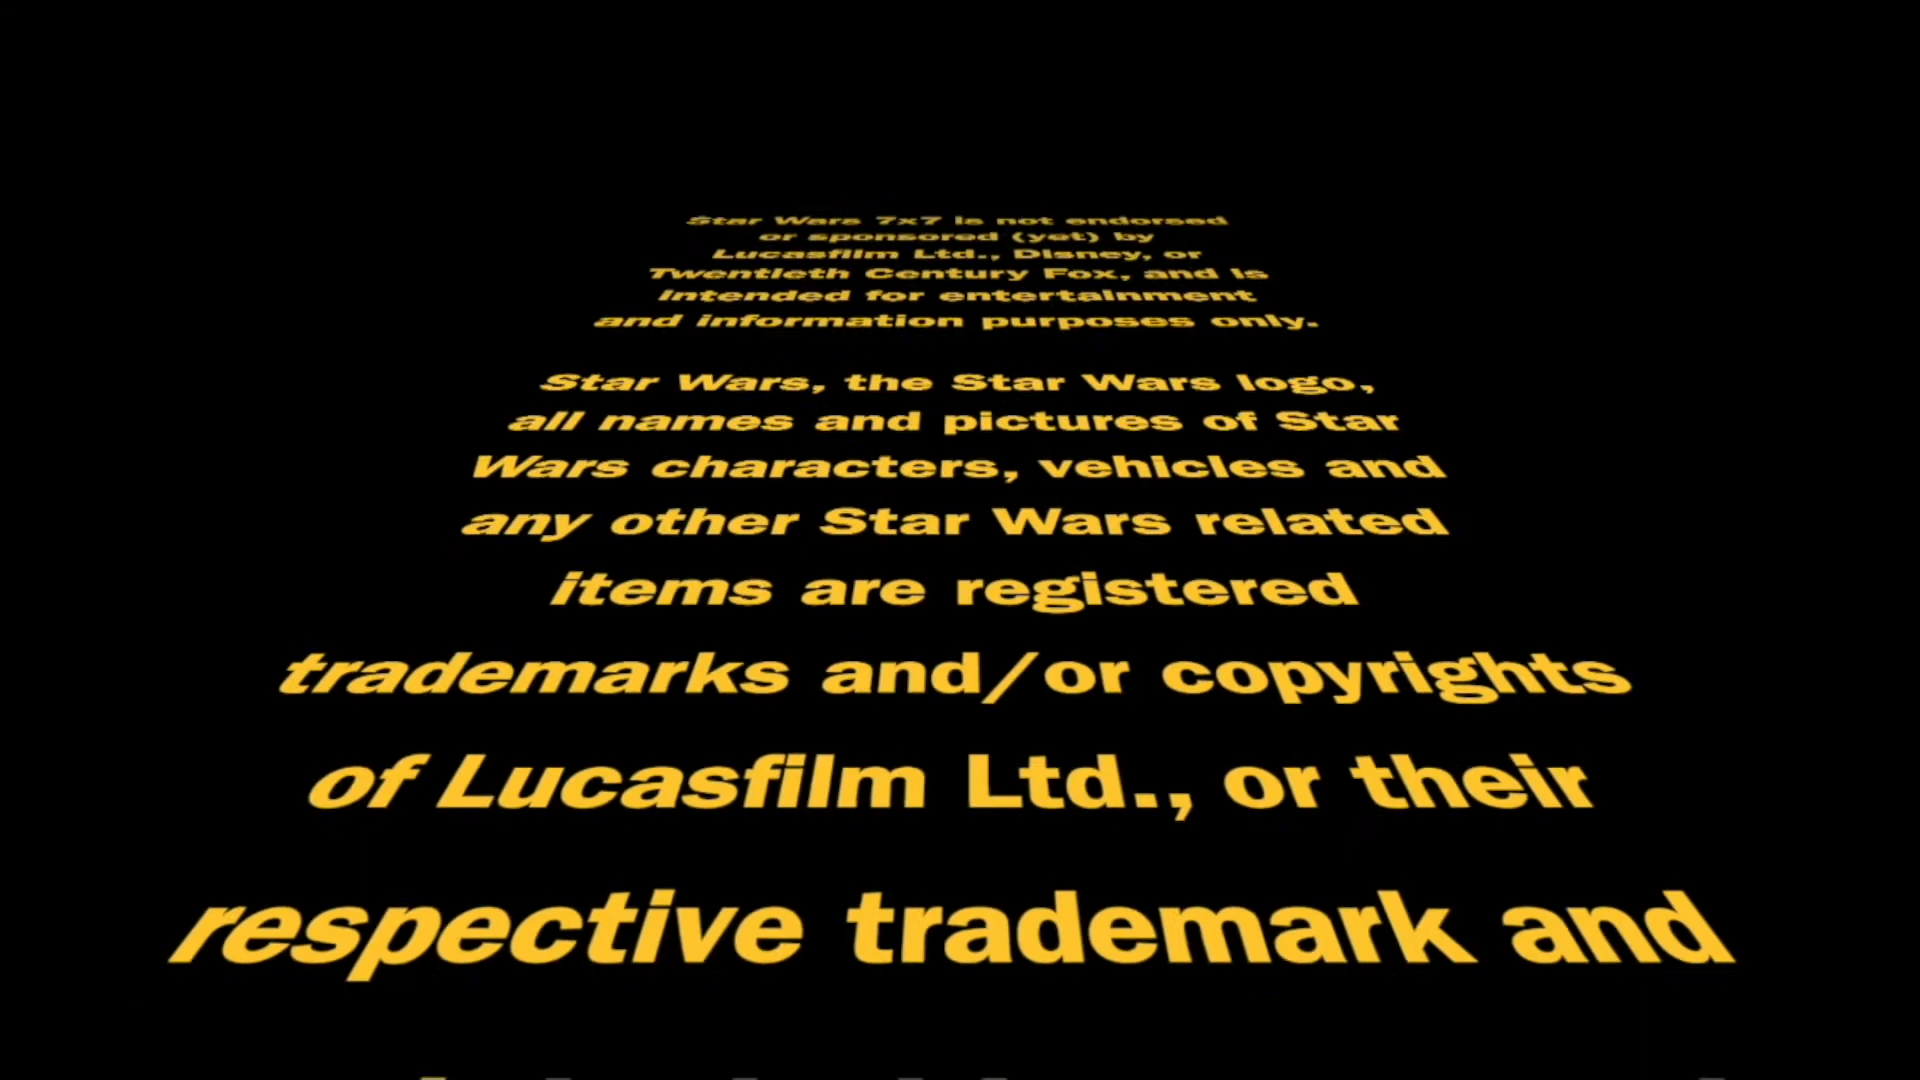 Star Wars 7x7 is not endorsed
or sponsored (yet) by
Lucasfilm Ltd., Disney, or
Twentieth Century Fox, and is
intended for entertainment
and information purposes only.
Star Wars, the Star Wars logo,
all names and pictures of Star
Wars characters, vehicles and
any other Star Wars related
items are registered
trademarks and/or copyrights
of Lucasfilm Ltd., or their
respective trademark and